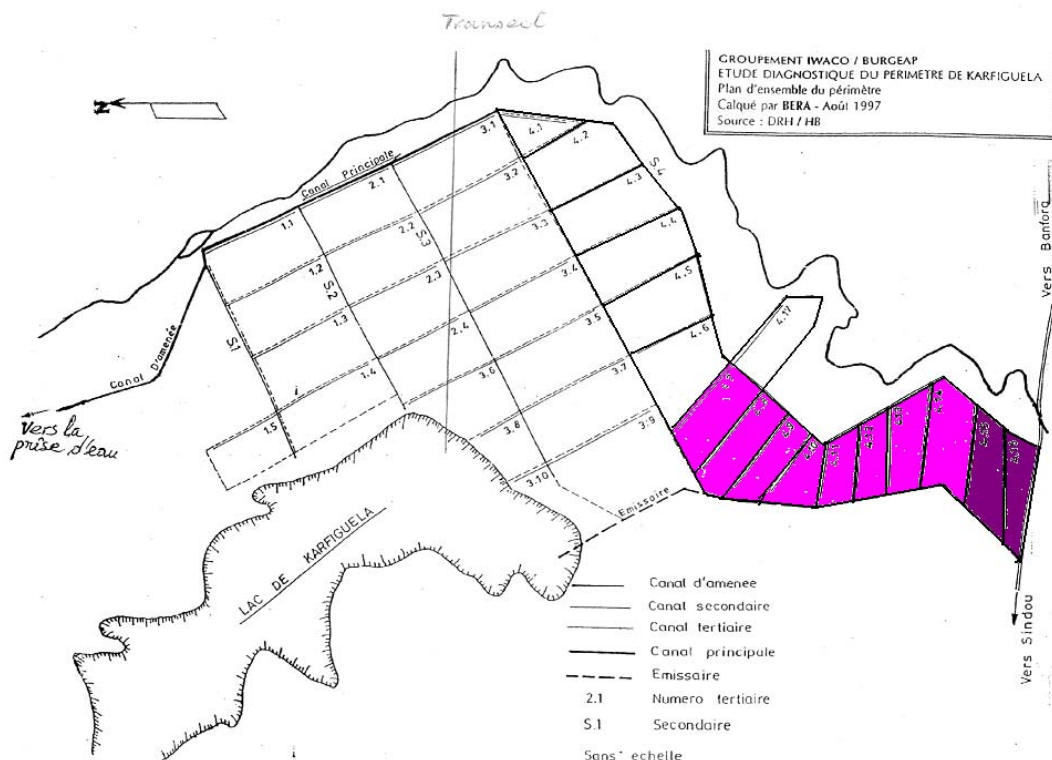 Transect
GROUPEMENT IWACO / BURGEAP
ETUDE DIAGNOSTIQUE DU PERIMETRE DE KARFIGUELA
Plan d'ensemble du périmètre
Calqué par BERA - Août 1997
Source : DRH / HB
N
Canal Principale
Canal D'amenée
Vers la
prise d'eau
1.1
1.2
1.3
1.4
1.5
2.1
2.2
2.3
2.4
3.1
3.2
3.3
3.4
3.5
3.6
3.7
3.8
3.9
3.10
4.1
4.2
4.3
4.4
4.5
4.6
4.17
S1
S.2
S.3
S.4
LAC DE KARFIGUELA
Emissaire
Vers Banfora
Vers Sindou
Canal d'amenee
Canal secondaire
Canal tertiaire
Canal principale
Emissaire
2.1 Numero tertiaire
S.1 Secondaire
Sans echelle